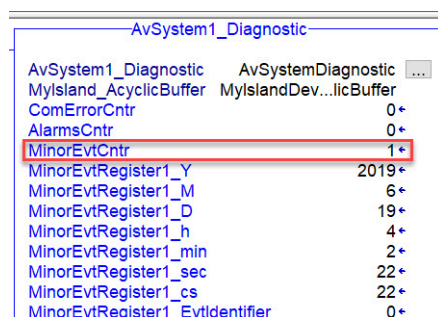 AvSystem1_Diagnostic
AvSystem1_Diagnostic AvSystemDiagnostic ...
MyIsland_AcyclicBuffer MyIslandDev...licBuffer
ComErrorCntr 0
AlarmsCntr 0
MinorEvtCntr 1
MinorEvtRegister1_Y 2019
MinorEvtRegister1_M 6
MinorEvtRegister1_D 19
MinorEvtRegister1_h 4
MinorEvtRegister1_min 2
MinorEvtRegister1_sec 22
MinorEvtRegister1_cs 22
MinorEvtRegister1_EvtIdentifier 0